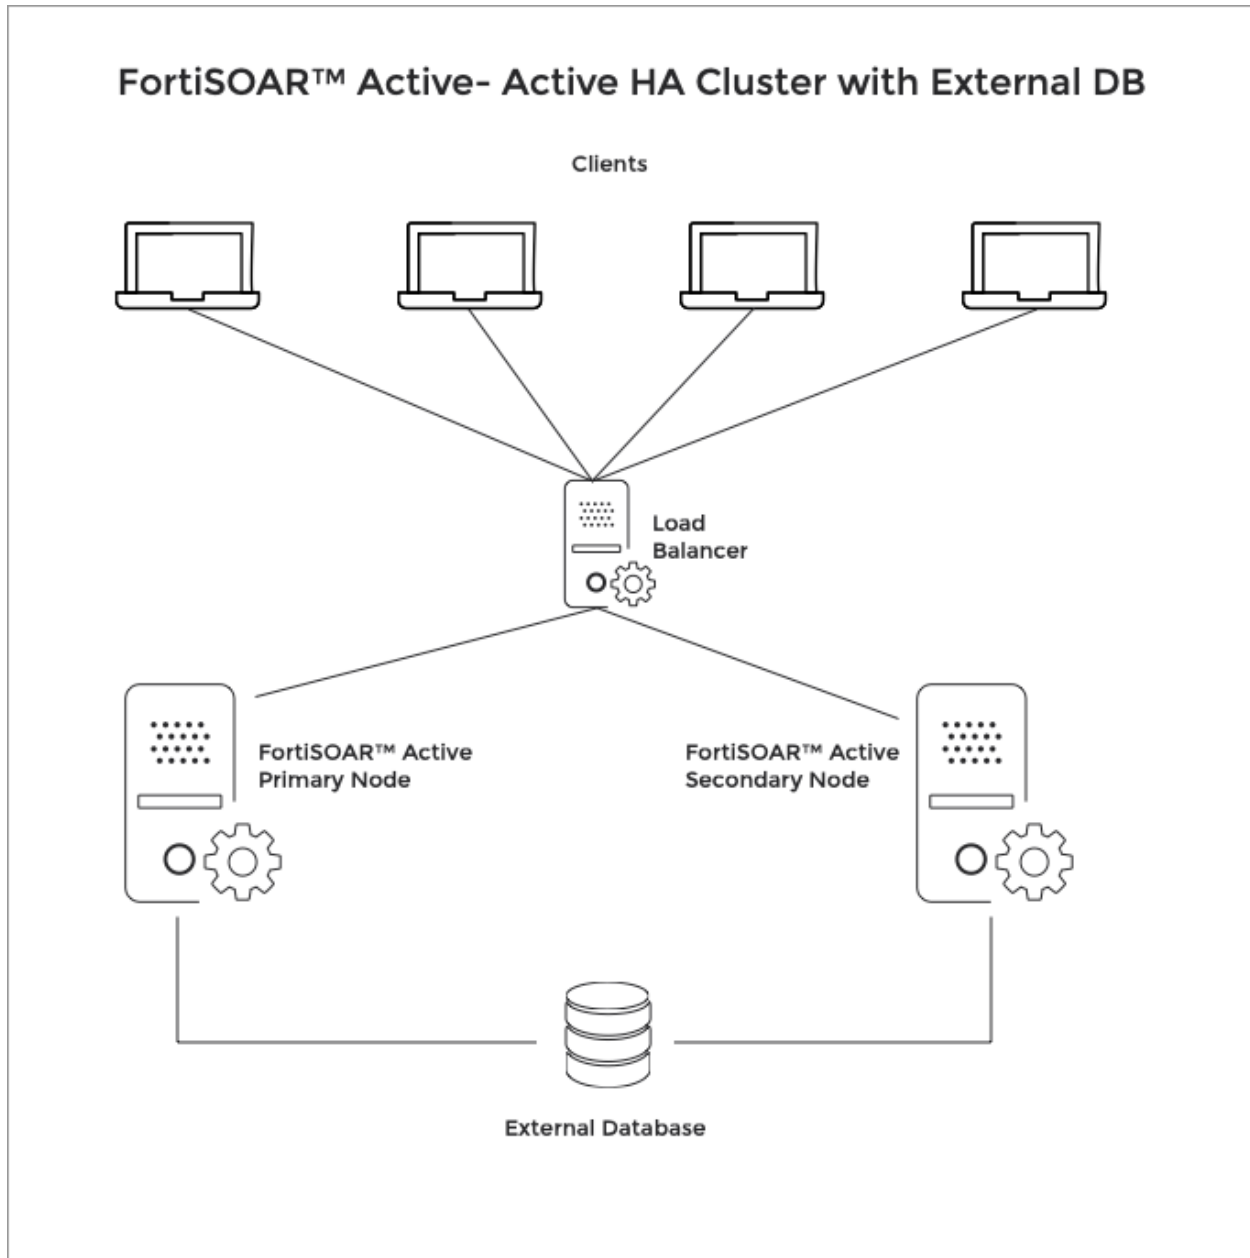 FortiSOAR™ Active- Active HA Cluster with External DB
Clients
Load
Balancer
FortiSOAR™ Active
Primary Node
FortiSOAR™ Active
Secondary Node
External Database